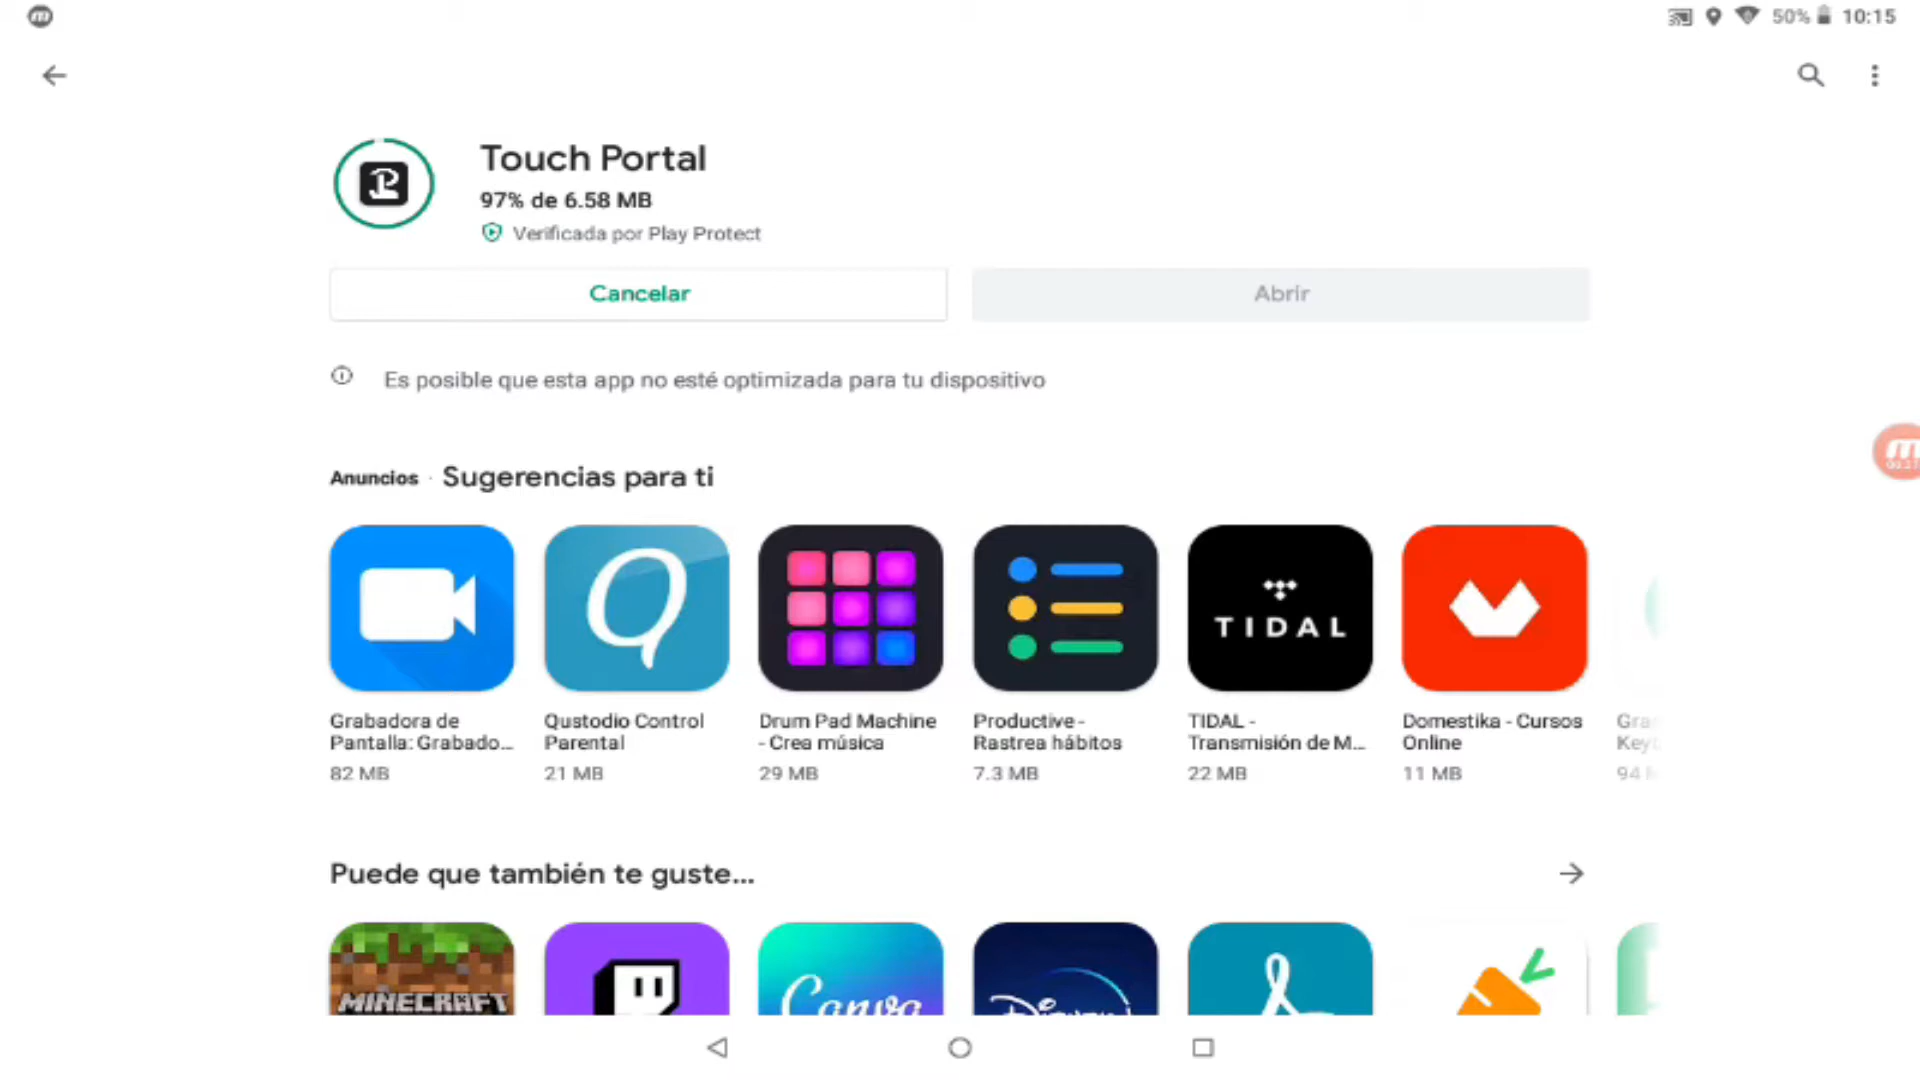 50% 10:15
Touch Portal
97% de 6.58 MB
Verificada por Play Protect
Cancelar
Abrir
Es posible que esta app no esté optimizada para tu dispositivo
Anuncios · Sugerencias para ti
TIDAL
Grabadora de
Pantalla: Grabado...
82 MB
Qustodio Control
Parental
21 MB
Drum Pad Machine
- Crea música
29 MB
Productive -
Rastrea hábitos
7.3 MB
TIDAL -
Transmisión de M...
22 MB
Domestika - Cursos
Online
11 MB
94
Puede que también te guste...
MINECRAFT
Canva
Disney